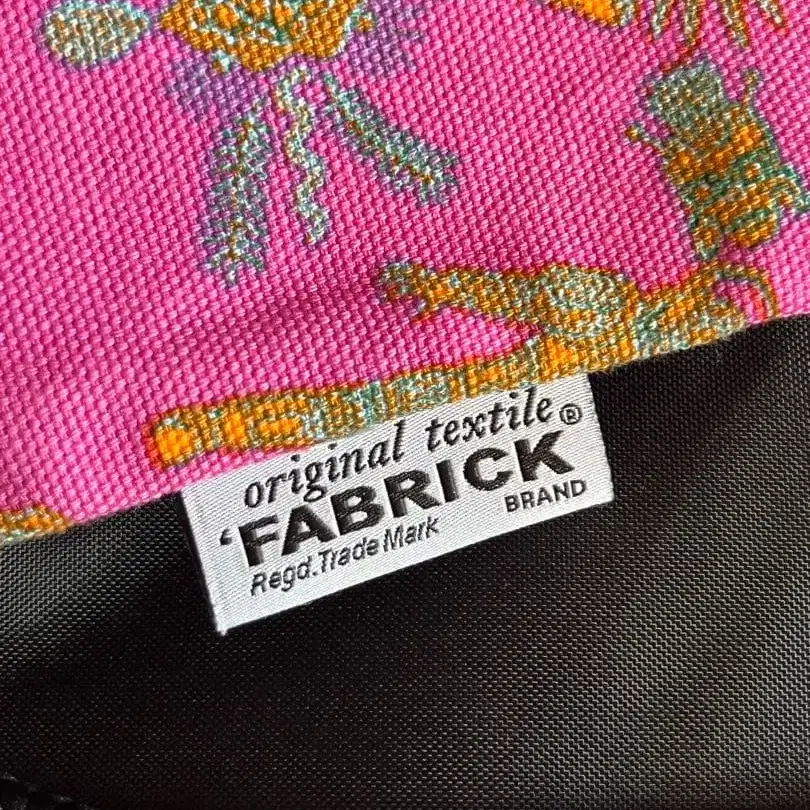 original textile®
‘FABRICK
Regd.Trade Mark BRAND